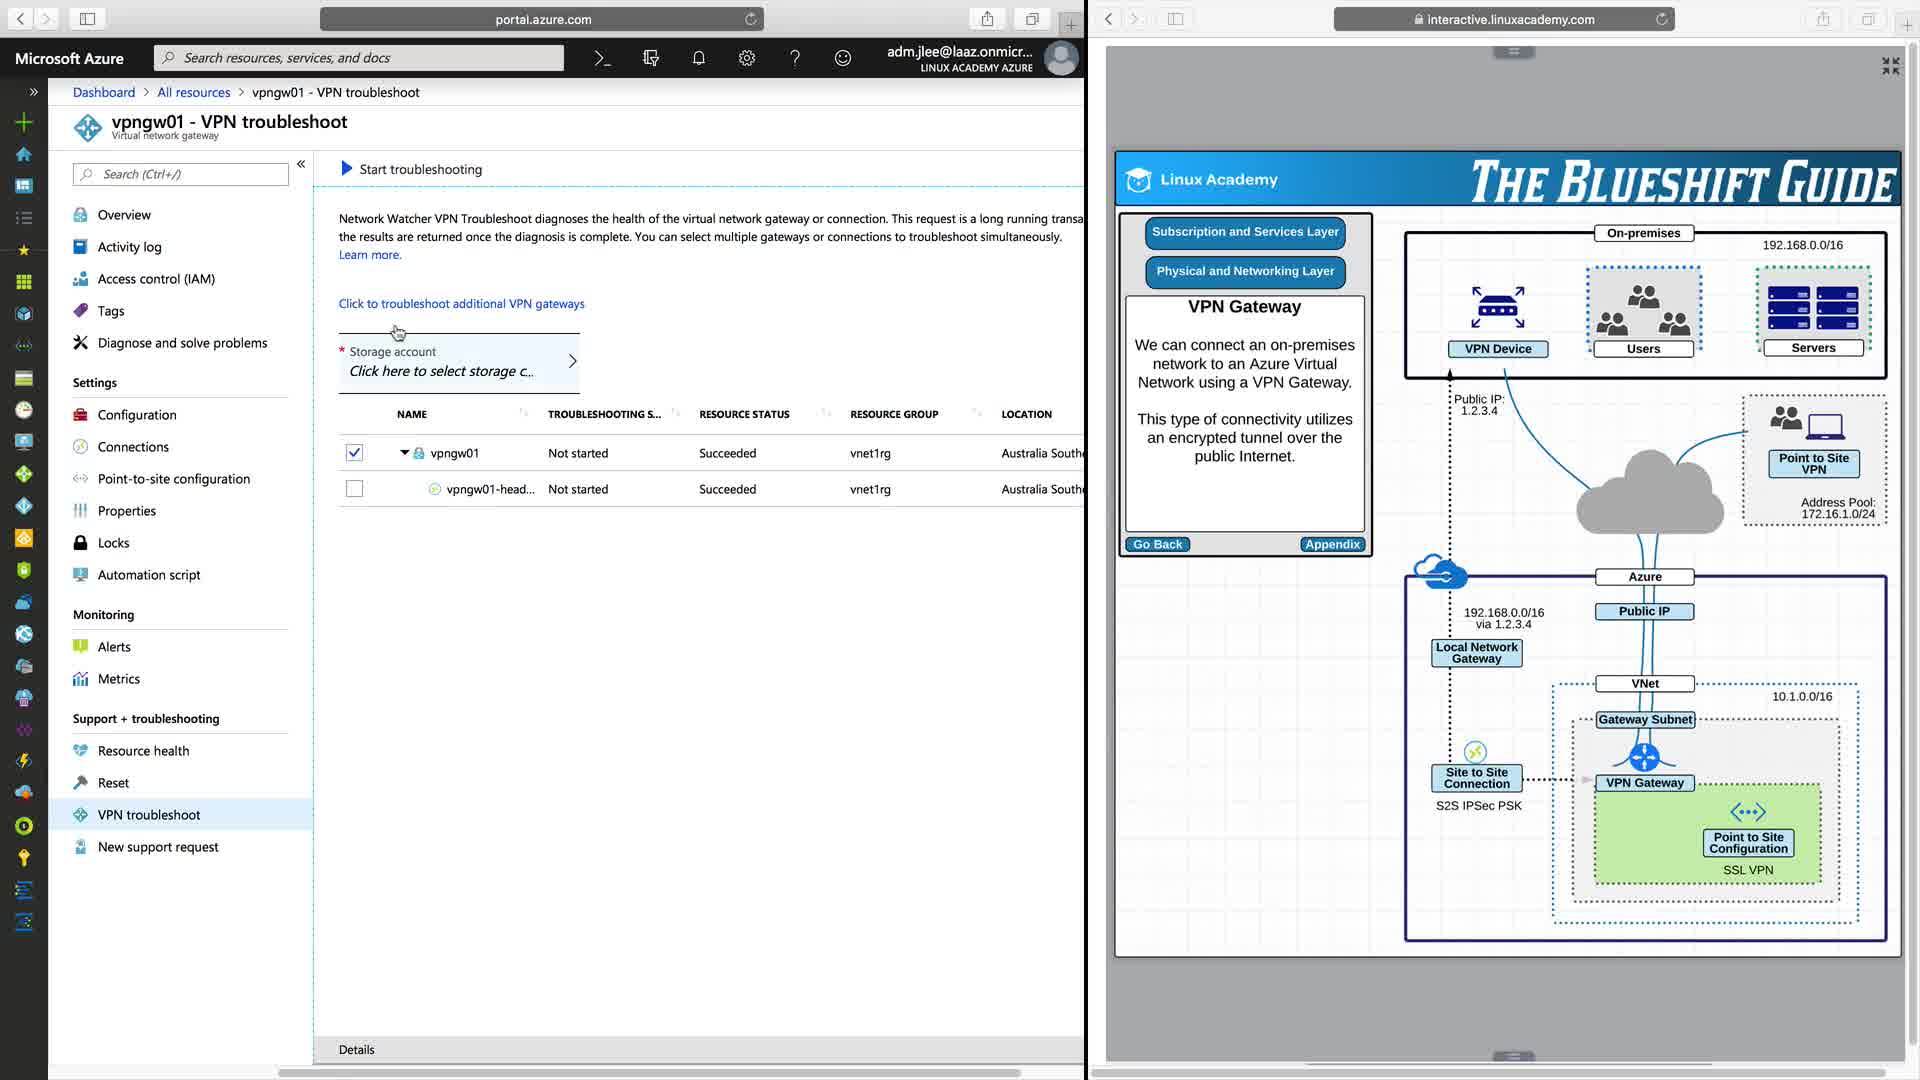 portal.azure.com
Microsoft Azure
Search resources, services, and docs
adm.jlee@laaz.onmicr...
LINUX ACADEMY AZURE
Dashboard > All resources > vpngw01 - VPN troubleshoot
vpngw01 - VPN troubleshoot
Virtual network gateway
Search (Ctrl+/)
Overview
Activity log
Access control (IAM)
Tags
Diagnose and solve problems
Settings
Configuration
Connections
Point-to-site configuration
Properties
Locks
Automation script
Monitoring
Alerts
Metrics
Support + troubleshooting
Resource health
Reset
VPN troubleshoot
New support request
Start troubleshooting
Network Watcher VPN Troubleshoot diagnoses the health of the virtual network gateway or connection. This request is a long running transa
the results are returned once the diagnosis is complete. You can select multiple gateways or connections to troubleshoot simultaneously.
Learn more.
Click to troubleshoot additional VPN gateways
* Storage account
Click here to select storage c...
NAME TROUBLESHOOTING S... RESOURCE STATUS RESOURCE GROUP LOCATION
vpngw01 Not started Succeeded vnet1rg Australia Southe
vpngw01-head... Not started Succeeded vnet1rg Australia Southe
Details
interactive.linuxacademy.com
Linux Academy
THE BLUESHIFT GUIDE
Subscription and Services Layer
Physical and Networking Layer
VPN Gateway
We can connect an on-premises
network to an Azure Virtual
Network using a VPN Gateway.
This type of connectivity utilizes
an encrypted tunnel over the
public Internet.
Go Back
Appendix
On-premises
192.168.0.0/16
VPN Device
Users
Servers
Public IP:
1.2.3.4
Point to Site
VPN
Address Pool:
172.16.1.0/24
Azure
Public IP
192.168.0.0/16
via 1.2.3.4
Local Network
Gateway
VNet
10.1.0.0/16
Gateway Subnet
Site to Site
Connection
S2S IPSec PSK
VPN Gateway
Point to Site
Configuration
SSL VPN